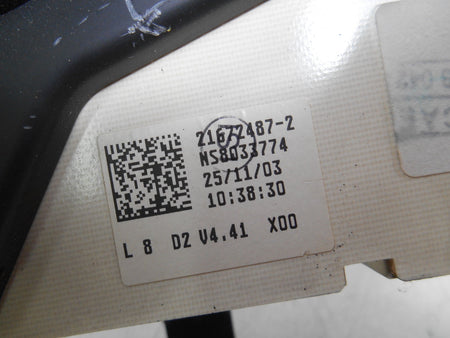 21677487-2
MS8033774
25/11/03
10:38:30
L 8 D2 V4.41 X00